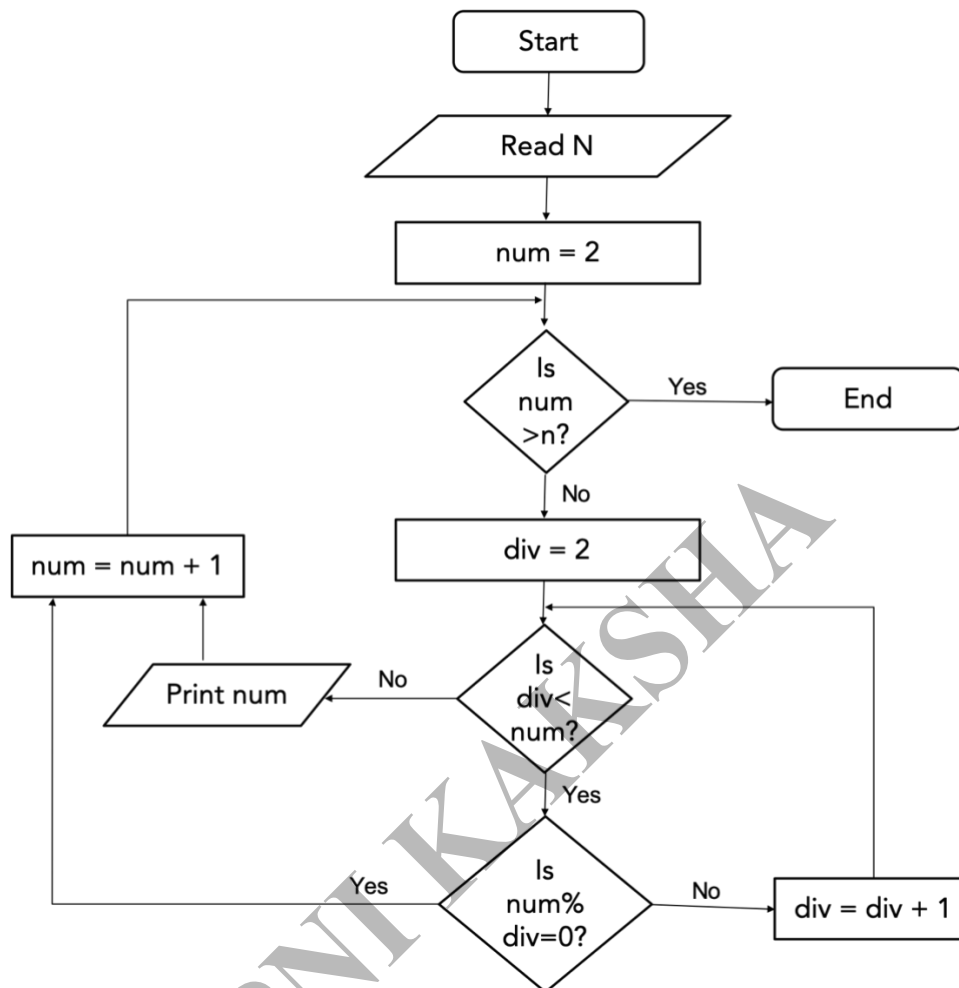 Start
Read N
num = 2
Is
num
>n?
Yes
End
No
div = 2
num = num + 1
Is
div<
num?
No
Print num
Yes
Is
num%
div=0?
Yes
No
div = div + 1
KAKSHA